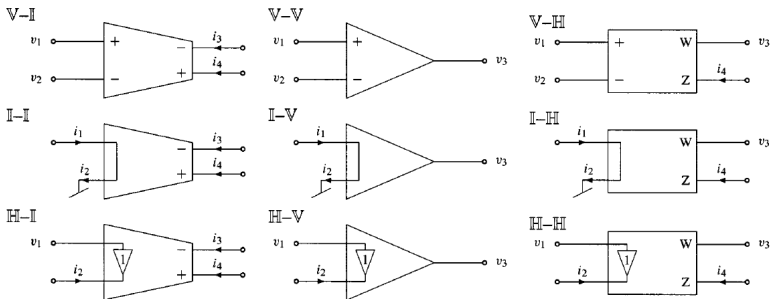 𝕍–𝕀
v1
v2
+
−
−
+
i3
i4
𝕍–𝕍
v1
v2
+
−
v3
𝕍–ℍ
v1
v2
+
−
W
Z
v3
i4
𝕀–𝕀
i1
i2
−
+
i3
i4
𝕀–𝕍
i1
i2
v3
𝕀–ℍ
i1
i2
W
Z
v3
i4
ℍ–𝕀
v1
i2
1
−
+
i3
i4
ℍ–𝕍
v1
i2
1
v3
ℍ–ℍ
v1
i2
1
W
Z
v3
i4